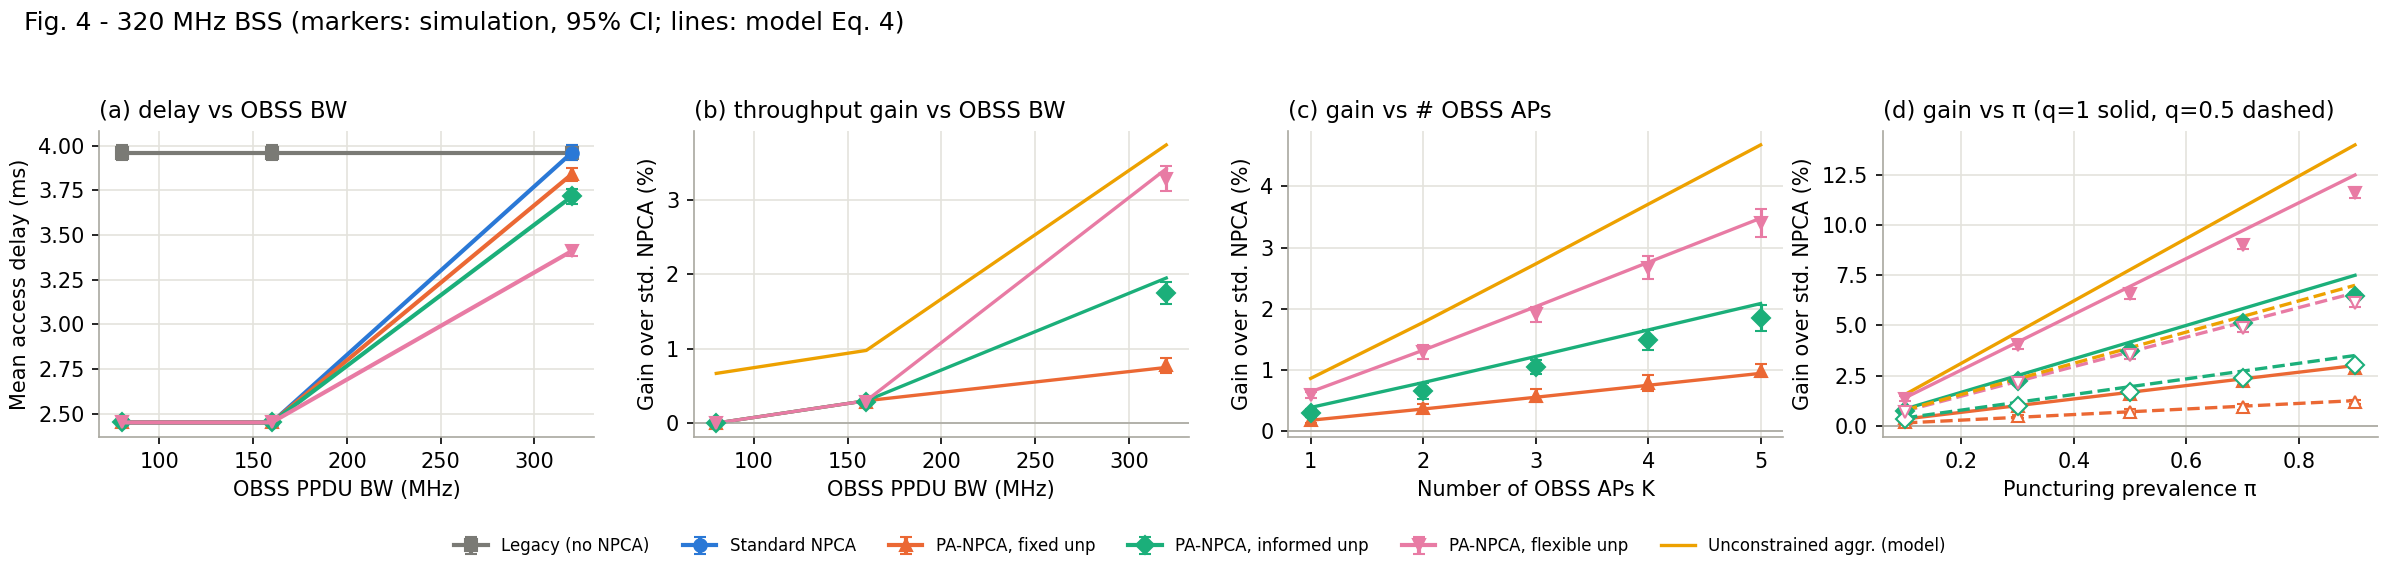 Fig. 4 - 320 MHz BSS (markers: simulation, 95% CI; lines: model Eq. 4)
(a) delay vs OBSS BW
Mean access delay (ms)
4.00
3.75
3.50
3.25
3.00
2.75
2.50
100 150 200 250 300
OBSS PPDU BW (MHz)
(b) throughput gain vs OBSS BW
Gain over std. NPCA (%)
3
2
1
0
100 150 200 250 300
OBSS PPDU BW (MHz)
(c) gain vs # OBSS APs
Gain over std. NPCA (%)
4
3
2
1
0
1 2 3 4 5
Number of OBSS APs K
(d) gain vs π (q=1 solid, q=0.5 dashed)
Gain over std. NPCA (%)
12.5
10.0
7.5
5.0
2.5
0.0
0.2 0.4 0.6 0.8
Puncturing prevalence π
Legacy (no NPCA) Standard NPCA PA-NPCA, fixed unp PA-NPCA, informed unp PA-NPCA, flexible unp Unconstrained aggr. (model)